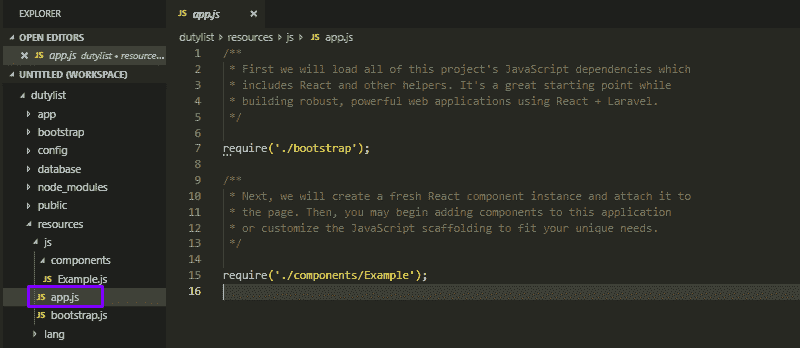 EXPLORER
OPEN EDITORS
JS app.js dutylist • resource...
UNTITLED (WORKSPACE)
dutylist
app
bootstrap
config
database
node_modules
public
resources
js
components
JS Example.js
JS app.js
JS bootstrap.js
lang
JS app.js
dutylist › resources › js › JS app.js
1 /**
2 * First we will load all of this project's JavaScript dependencies which
3 * includes React and other helpers. It's a great starting point while
4 * building robust, powerful web applications using React + Laravel.
5 */
6
7 require('./bootstrap');
8
9 /**
10 * Next, we will create a fresh React component instance and attach it to
11 * the page. Then, you may begin adding components to this application
12 * or customize the JavaScript scaffolding to fit your unique needs.
13 */
14
15 require('./components/Example');
16